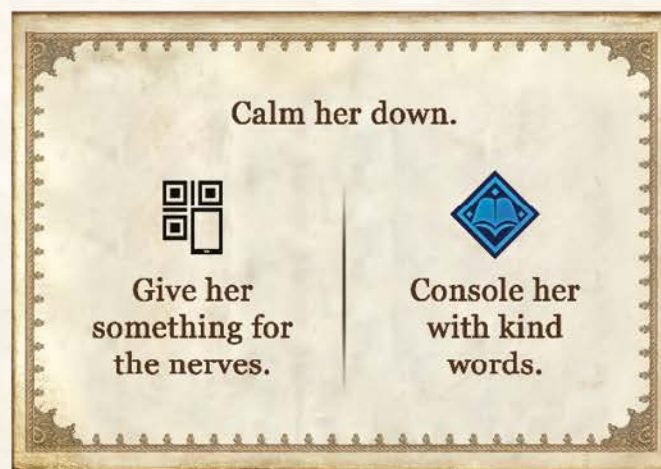 Calm her down.
Give her
something for
the nerves.
Console her
with kind
words.